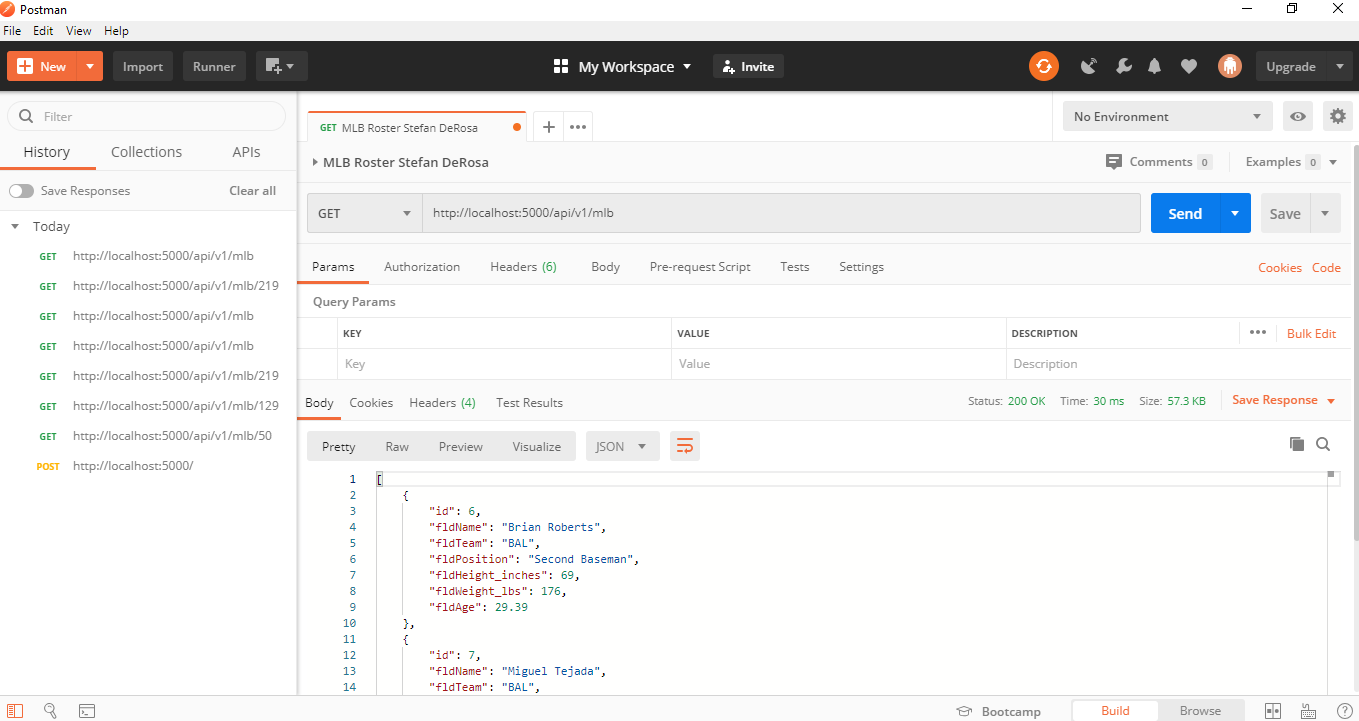 Postman
File Edit View Help
New Import Runner My Workspace Invite Upgrade
Filter
History Collections APIs
Save Responses Clear all
Today
GET http://localhost:5000/api/v1/mlb
GET http://localhost:5000/api/v1/mlb/219
GET http://localhost:5000/api/v1/mlb
GET http://localhost:5000/api/v1/mlb
GET http://localhost:5000/api/v1/mlb/219
GET http://localhost:5000/api/v1/mlb/129
GET http://localhost:5000/api/v1/mlb/50
POST http://localhost:5000/
GET MLB Roster Stefan DeRosa No Environment
MLB Roster Stefan DeRosa Comments 0 Examples 0
GET http://localhost:5000/api/v1/mlb Send Save
Params Authorization Headers (6) Body Pre-request Script Tests Settings Cookies Code
Query Params
KEY VALUE DESCRIPTION Bulk Edit
Key Value Description
Body Cookies Headers (4) Test Results Status: 200 OK Time: 30 ms Size: 57.3 KB Save Response
Pretty Raw Preview Visualize JSON
1 [
2 {
3 "id": 6,
4 "fldName": "Brian Roberts",
5 "fldTeam": "BAL",
6 "fldPosition": "Second Baseman",
7 "fldHeight_inches": 69,
8 "fldWeight_lbs": 176,
9 "fldAge": 29.39
10 },
11 {
12 "id": 7,
13 "fldName": "Miguel Tejada",
14 "fldTeam": "BAL",
Bootcamp Build Browse